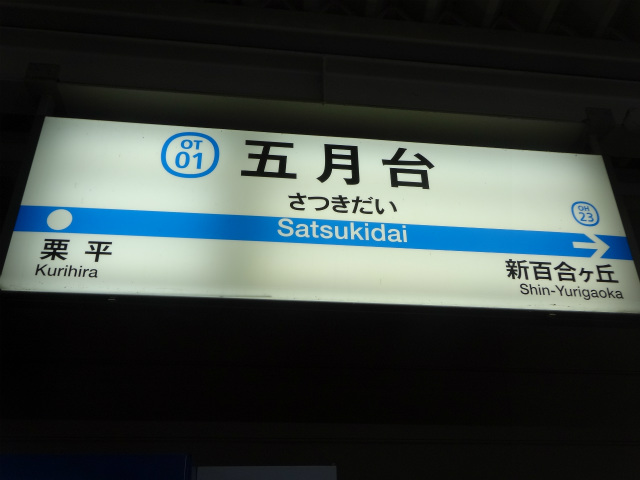 OT
01
五月台
さつきだい
Satsukidai
栗平
Kurihira
OH
23
新百合ヶ丘
Shin-Yurigaoka